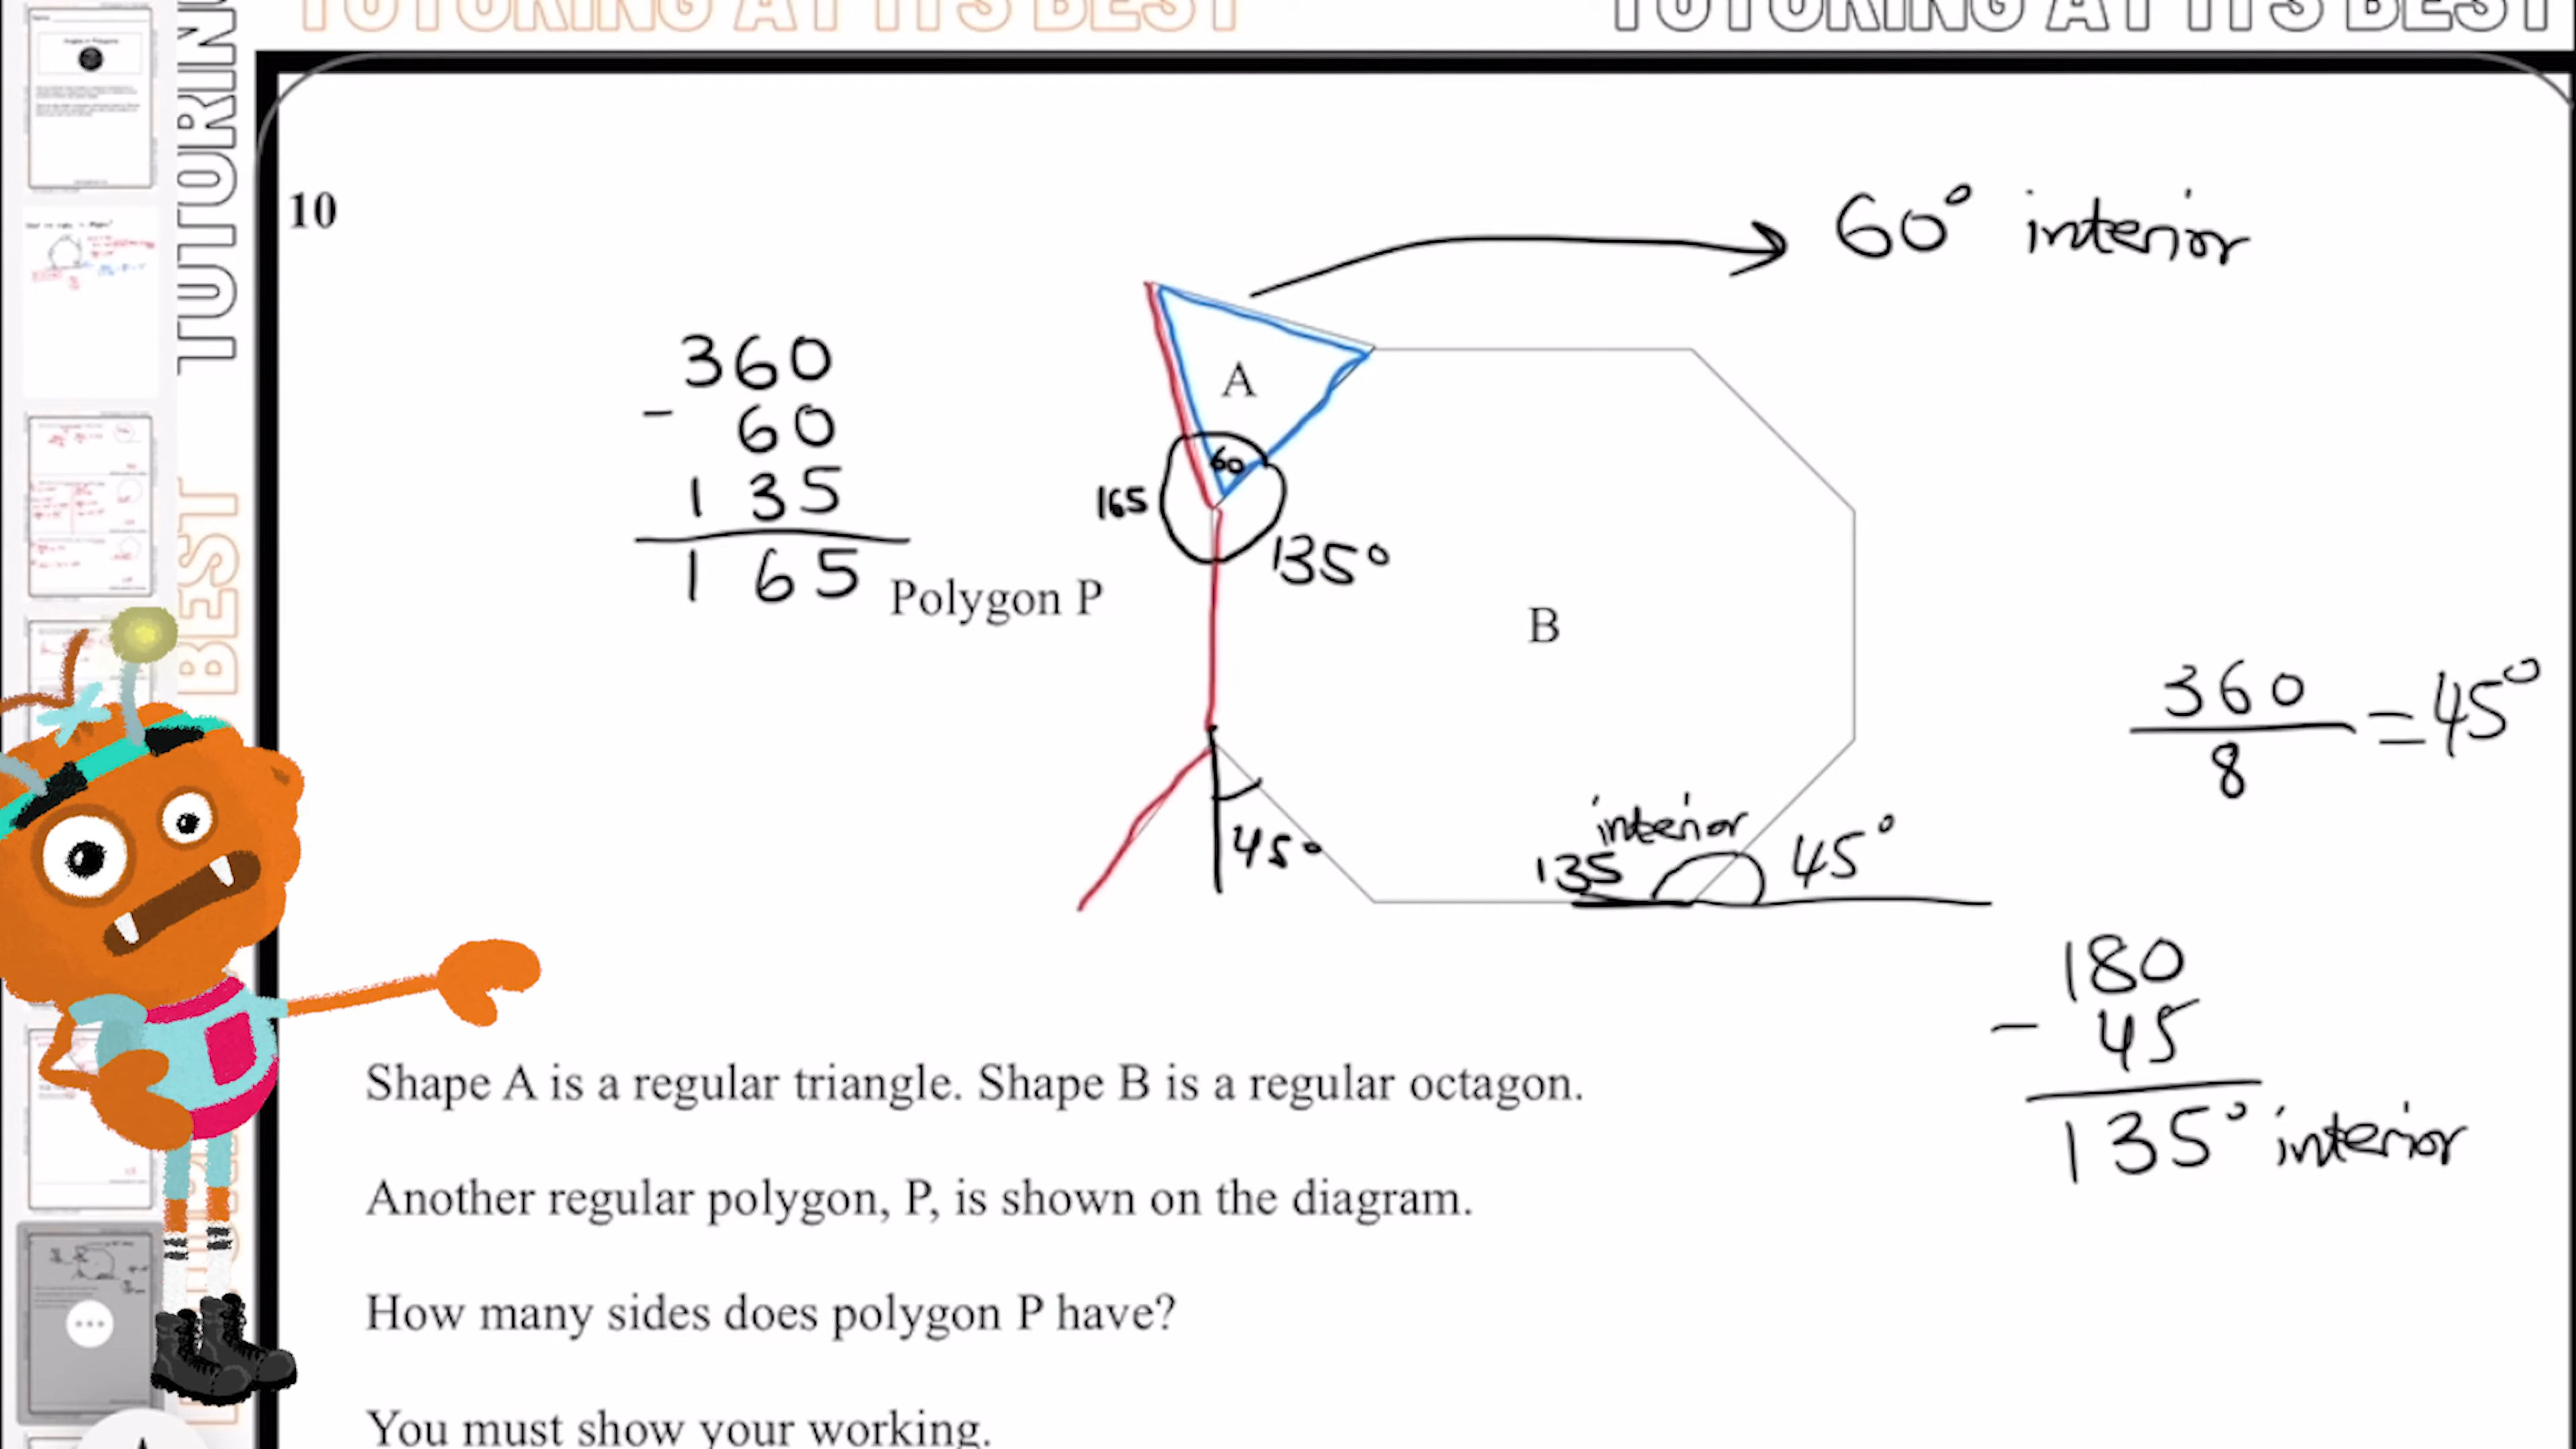 TUTORING AT ITS BEST
TUTORING AT ITS BEST
TUTORING
BEST
10
60° interior
360
- 60
135
165
A
60
165
135°
Polygon P
B
360
8
=45°
45°
interior
135
45°
180
- 45
135° interior
Shape A is a regular triangle. Shape B is a regular octagon.
Another regular polygon, P, is shown on the diagram.
How many sides does polygon P have?
You must show your working.